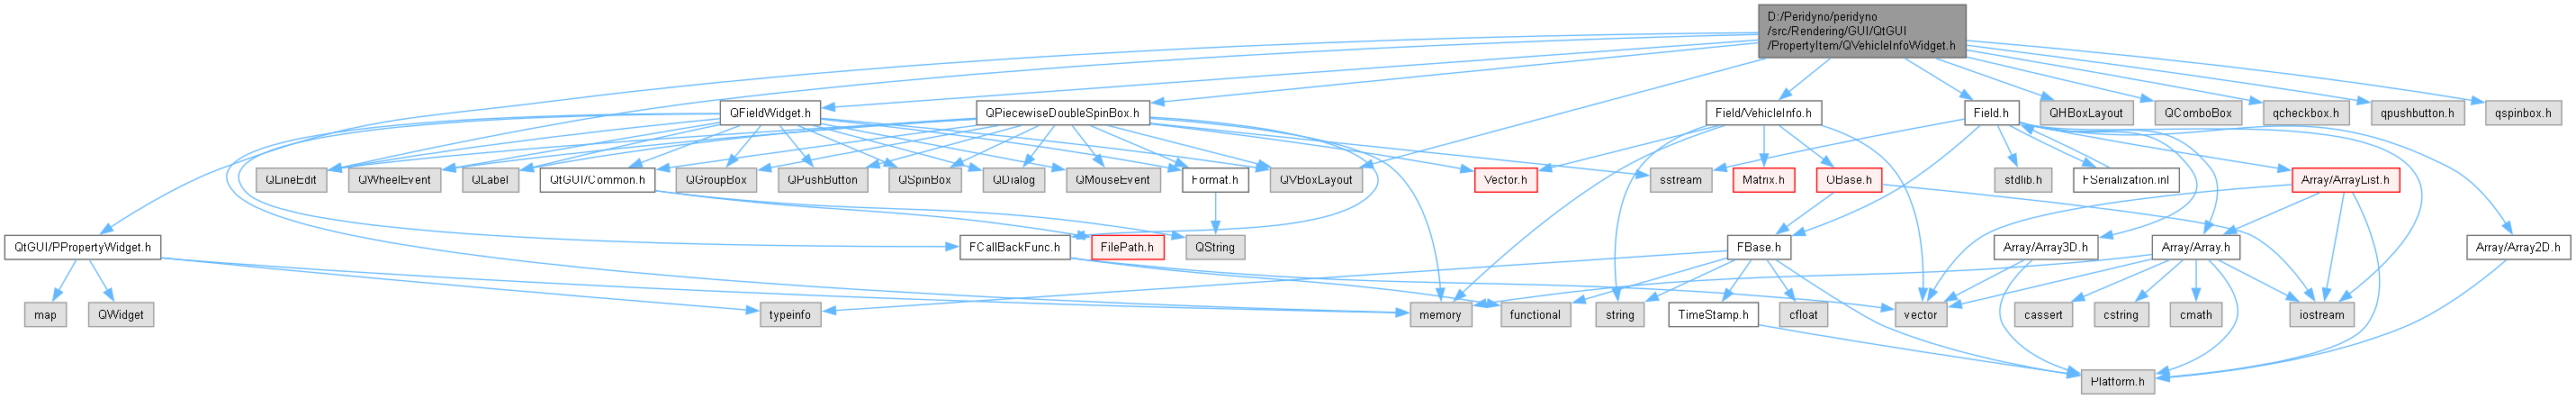 D:/Peridyno/peridyno
/src/Rendering/GUI/QtGUI
/PropertyItem/QVehicleInfoWidget.h
QFieldWidget.h
QPiecewiseDoubleSpinBox.h
Field/VehicleInfo.h
Field.h
QHBoxLayout
QComboBox
qcheckbox.h
qpushbutton.h
qspinbox.h
QLineEdit
QWheelEvent
QLabel
QtGUI/Common.h
QGroupBox
QPushButton
QSpinBox
QDialog
QMouseEvent
Format.h
QVBoxLayout
Vector.h
sstream
Matrix.h
OBase.h
stdlib.h
FSerialization.inl
Array/ArrayList.h
QtGUI/PPropertyWidget.h
FCallBackFunc.h
FilePath.h
QString
FBase.h
Array/Array3D.h
Array/Array.h
Array/Array2D.h
map
QWidget
typeinfo
memory
functional
string
TimeStamp.h
cfloat
vector
cassert
cstring
cmath
iostream
Platform.h